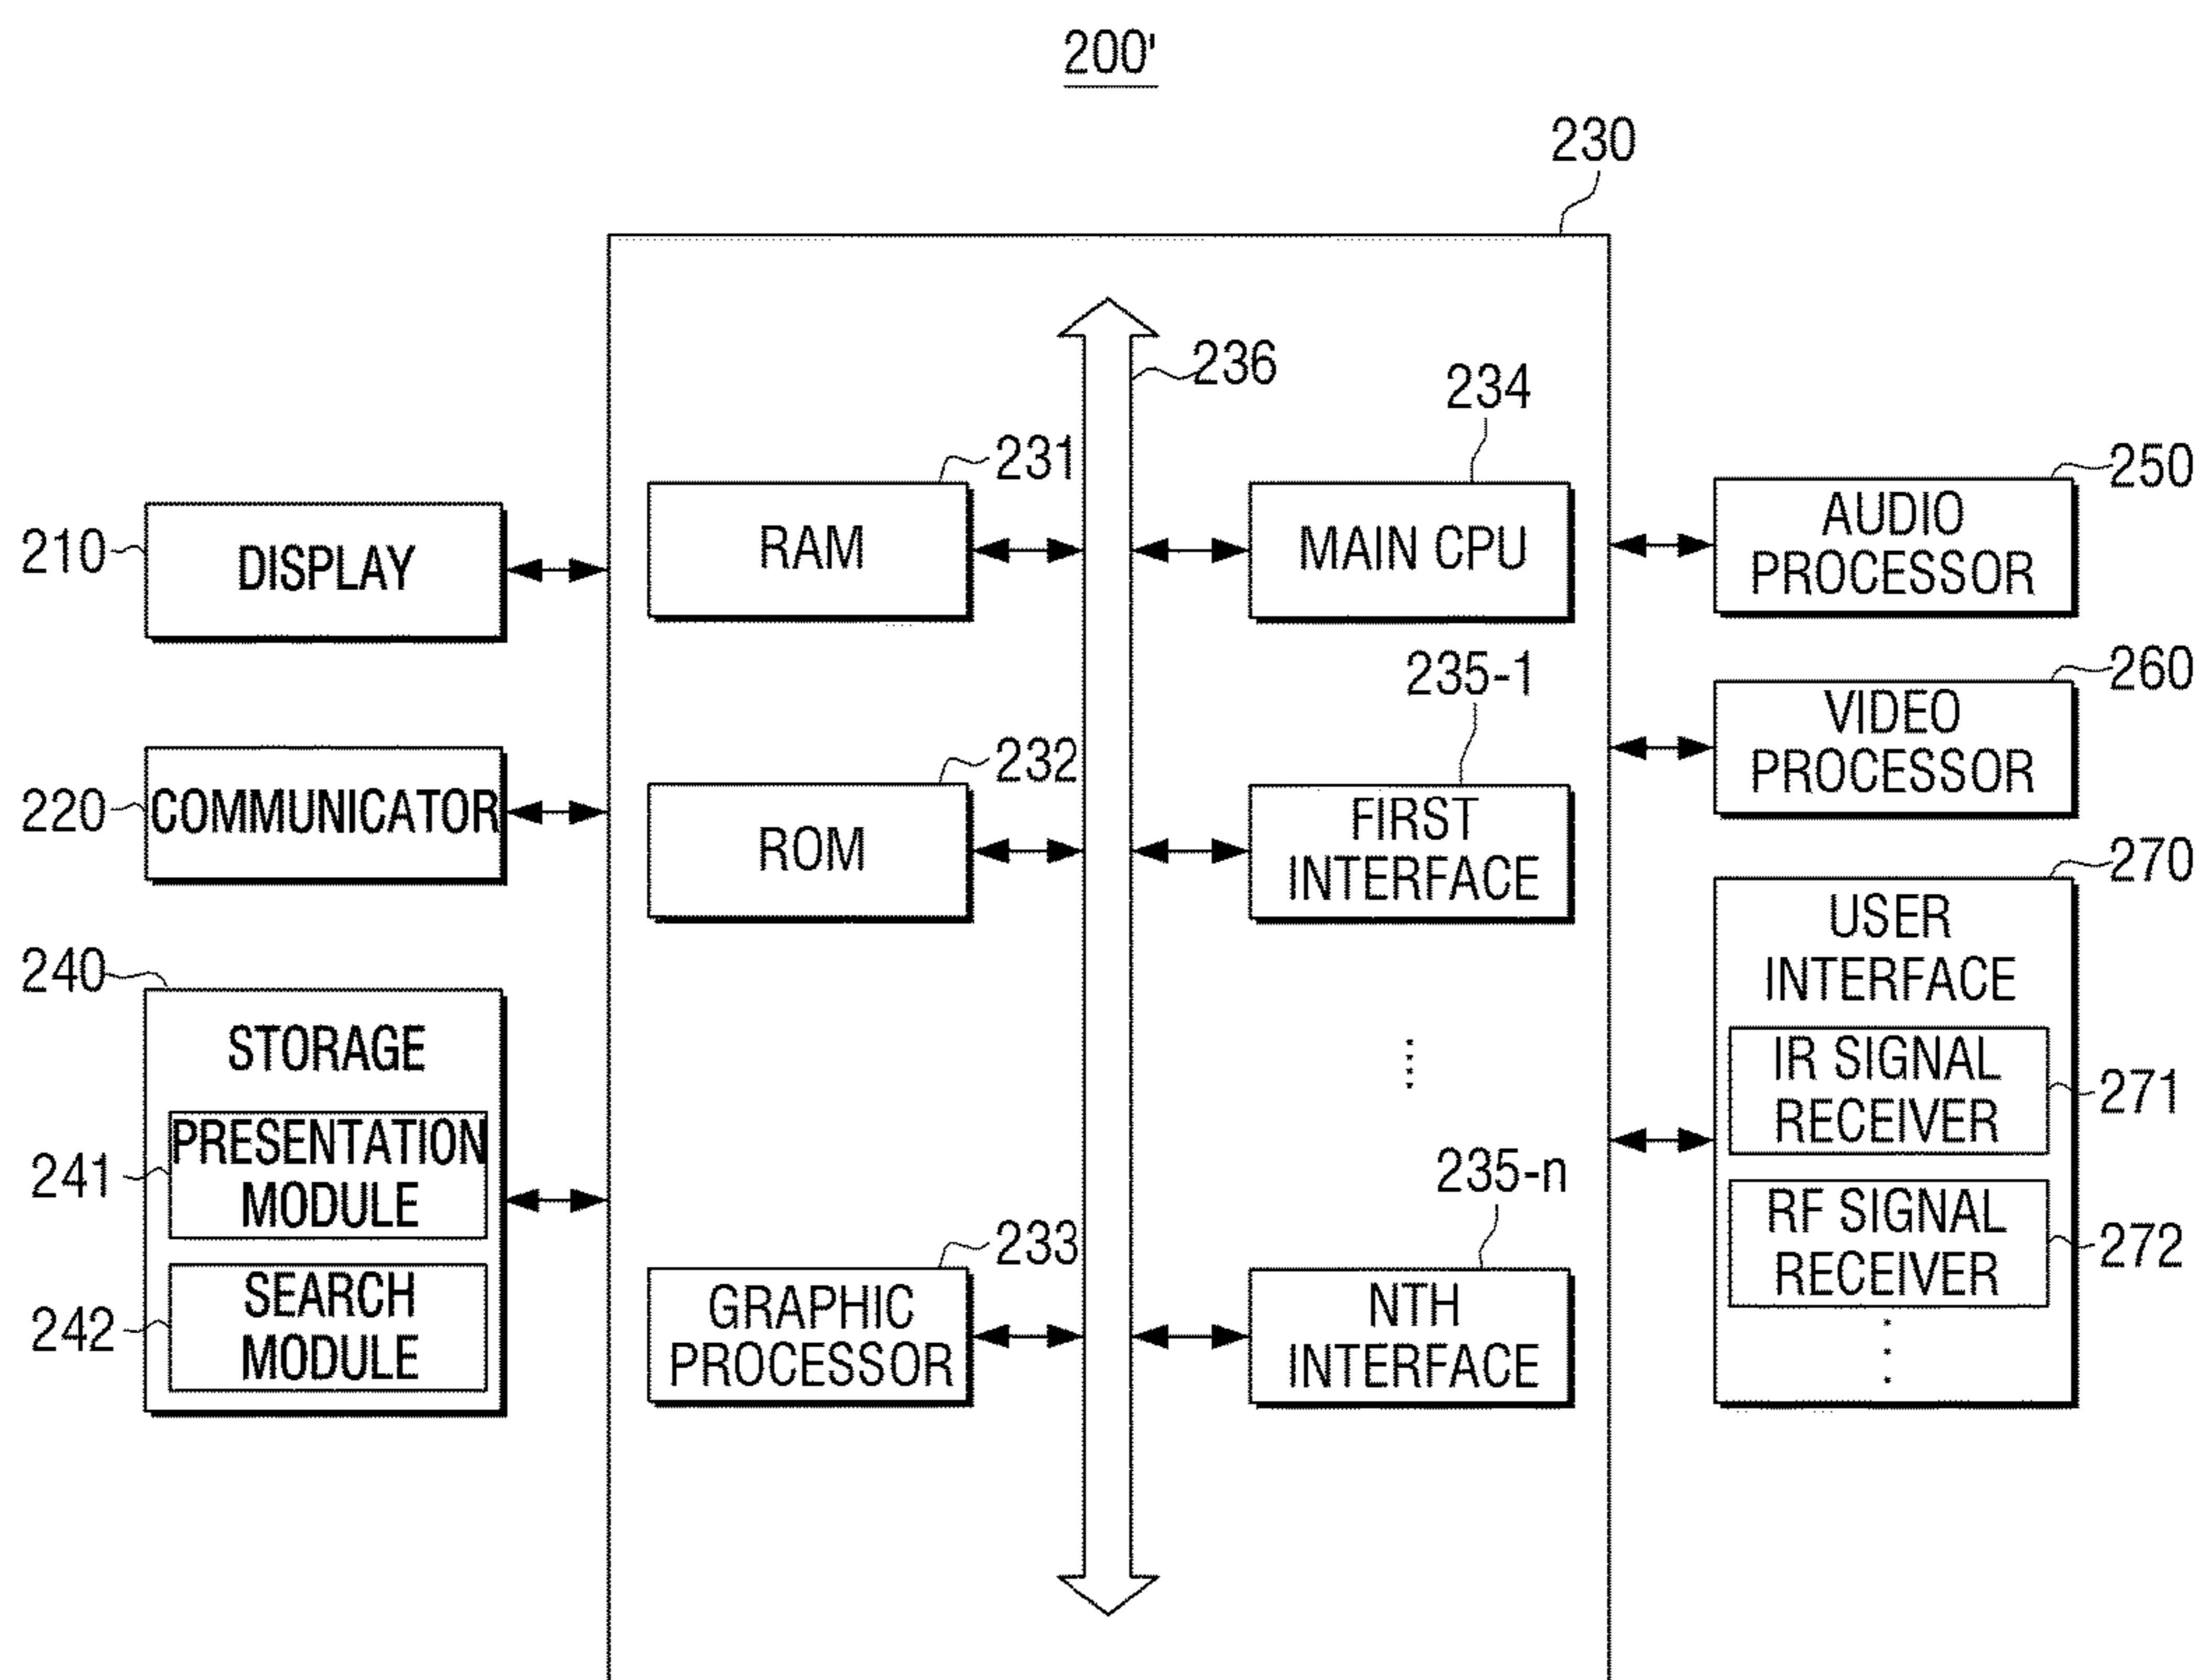 200'
230
236
234
231
RAM
MAIN CPU
235-1
232
ROM
FIRST
INTERFACE
235-n
233
GRAPHIC
PROCESSOR
NTH
INTERFACE
210
DISPLAY
220
COMMUNICATOR
240
STORAGE
241
PRESENTATION
MODULE
242
SEARCH
MODULE
250
AUDIO
PROCESSOR
260
VIDEO
PROCESSOR
270
USER
INTERFACE
IR SIGNAL
RECEIVER
271
RF SIGNAL
RECEIVER
272